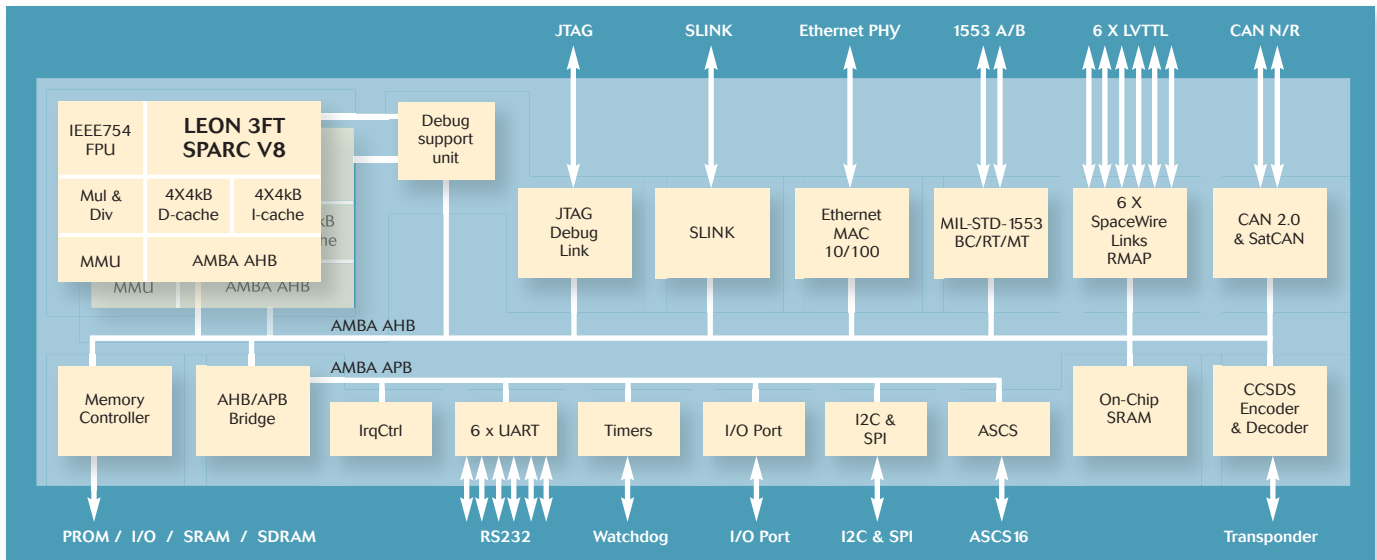 JTAG
SLINK
Ethernet PHY
1553 A/B
6 X LVTTL
CAN N/R
IEEE754
FPU
LEON 3FT
SPARC V8
Mul &
Div
4X4kB
D-cache
4X4kB
I-cache
MMU
AMBA AHB
MMU
AMBA AHB
Debug
support
unit
JTAG
Debug
Link
SLINK
Ethernet
MAC
10/100
MIL-STD-1553
BC/RT/MT
6 X
SpaceWire
Links
RMAP
CAN 2.0
& SatCAN
AMBA AHB
AMBA APB
Memory
Controller
AHB/APB
Bridge
IrqCtrl
6 x UART
Timers
I/O Port
I2C &
SPI
ASCS
On-Chip
SRAM
CCSDS
Encoder
& Decoder
PROM / I/O / SRAM / SDRAM
RS232
Watchdog
I/O Port
I2C & SPI
ASCS16
Transponder